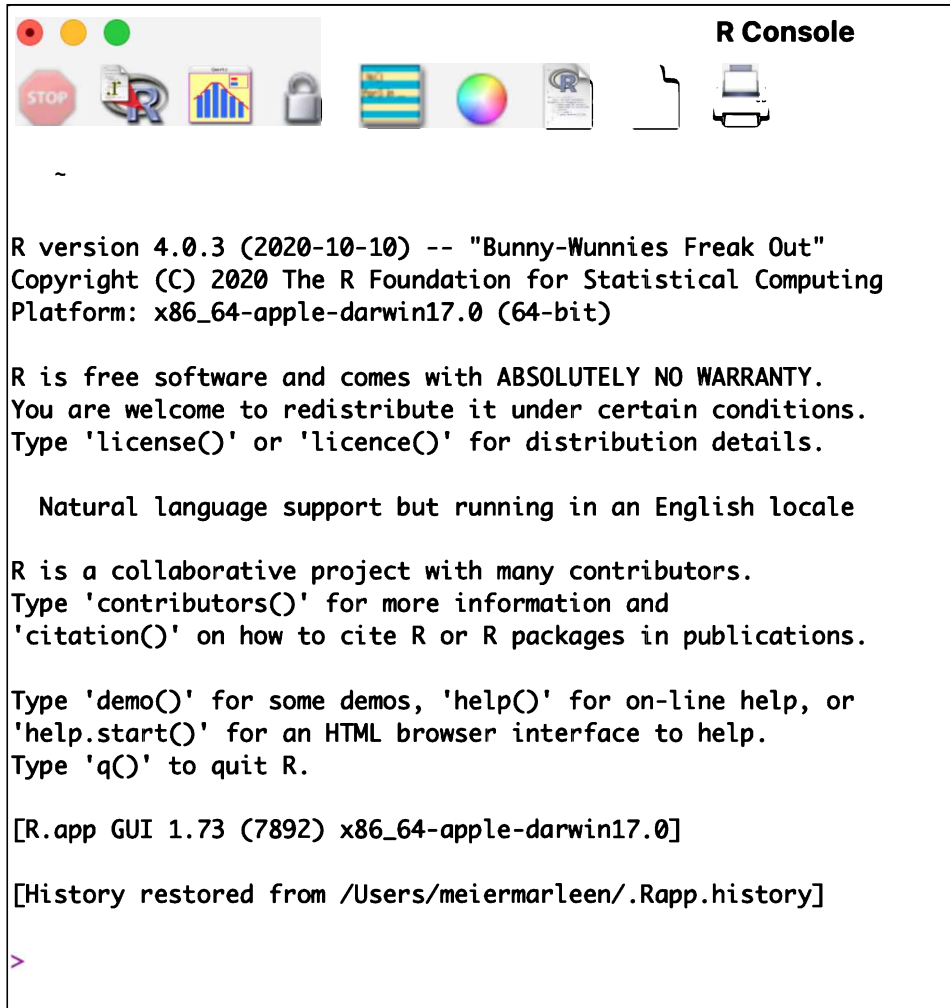 R Console
STOP
~
R version 4.0.3 (2020-10-10) -- "Bunny-Wunnies Freak Out"
Copyright (C) 2020 The R Foundation for Statistical Computing
Platform: x86_64-apple-darwin17.0 (64-bit)
R is free software and comes with ABSOLUTELY NO WARRANTY.
You are welcome to redistribute it under certain conditions.
Type 'license()' or 'licence()' for distribution details.
Natural language support but running in an English locale
R is a collaborative project with many contributors.
Type 'contributors()' for more information and
'citation()' on how to cite R or R packages in publications.
Type 'demo()' for some demos, 'help()' for on-line help, or
'help.start()' for an HTML browser interface to help.
Type 'q()' to quit R.
[R.app GUI 1.73 (7892) x86_64-apple-darwin17.0]
[History restored from /Users/meiermarleen/.Rapp.history]
>